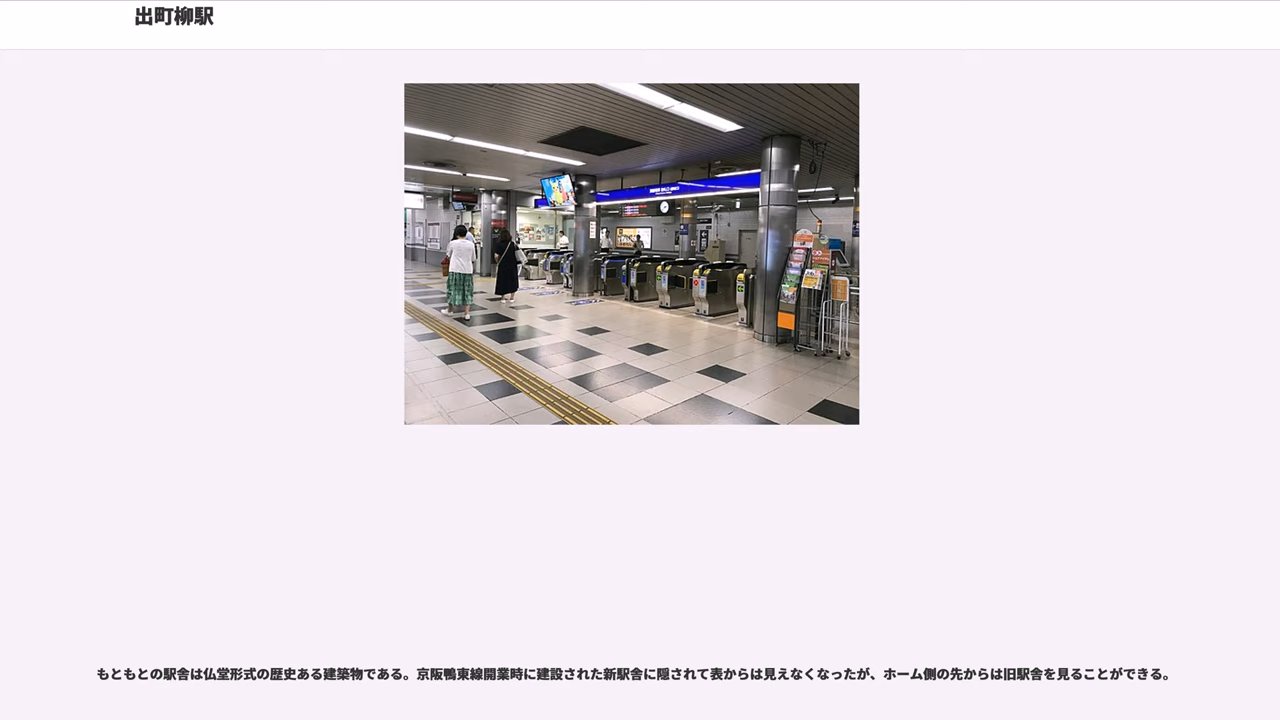 出町柳駅
もともとの駅舎は仏堂形式の歴史ある建築物である。京阪鴨東線開業時に建設された新駅舎に隠されて表からは見えなくなったが、ホーム側の先からは旧駅舎を見ることができる。